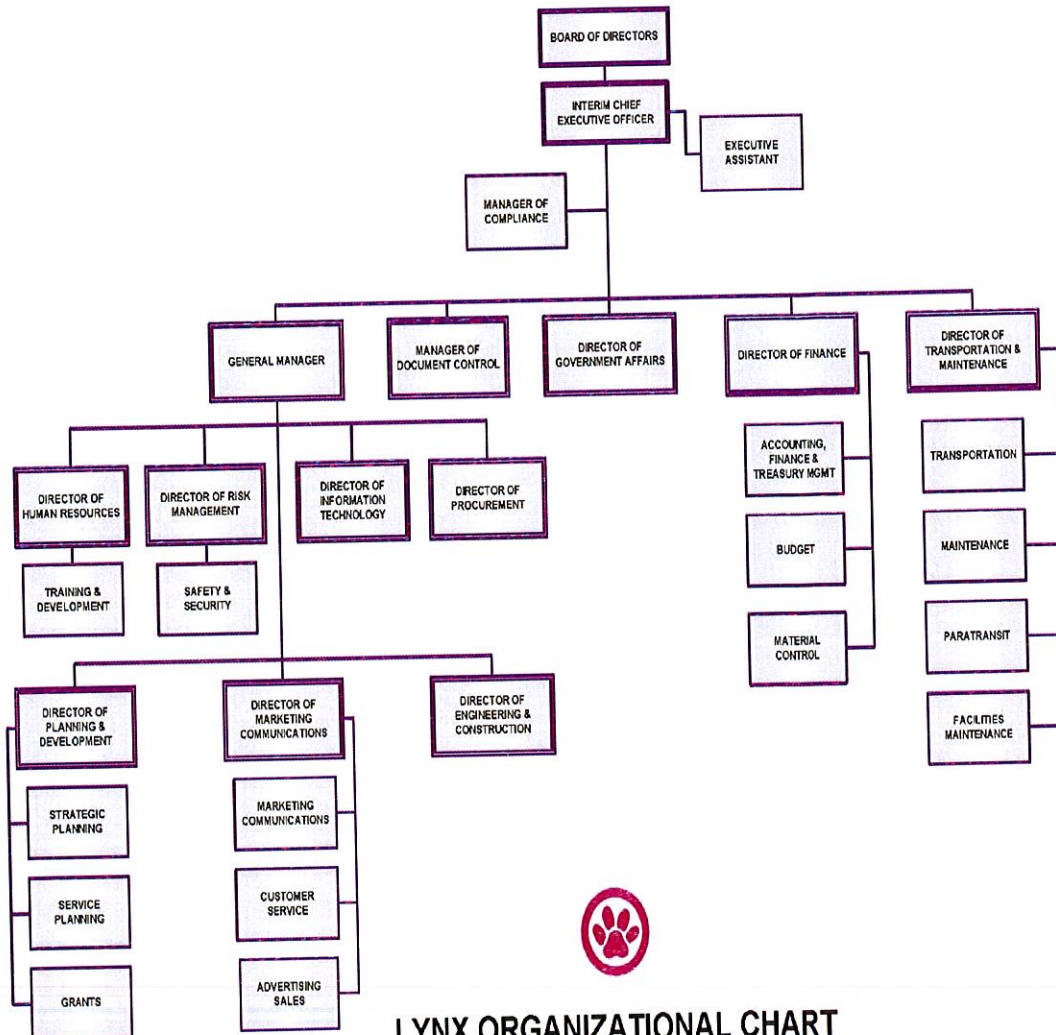 BOARD OF DIRECTORS
INTERIM CHIEF
EXECUTIVE OFFICER
EXECUTIVE
ASSISTANT
MANAGER OF
COMPLIANCE
GENERAL MANAGER
MANAGER OF
DOCUMENT CONTROL
DIRECTOR OF
GOVERNMENT AFFAIRS
DIRECTOR OF FINANCE
DIRECTOR OF
TRANSPORTATION &
MAINTENANCE
ACCOUNTING,
FINANCE &
TREASURY MGMT
TRANSPORTATION
DIRECTOR OF
HUMAN RESOURCES
DIRECTOR OF RISK
MANAGEMENT
DIRECTOR OF
INFORMATION
TECHNOLOGY
DIRECTOR OF
PROCUREMENT
BUDGET
MAINTENANCE
TRAINING &
DEVELOPMENT
SAFETY &
SECURITY
MATERIAL
CONTROL
PARATRANSIT
DIRECTOR OF
PLANNING &
DEVELOPMENT
DIRECTOR OF
MARKETING
COMMUNICATIONS
DIRECTOR OF
ENGINEERING &
CONSTRUCTION
FACILITIES
MAINTENANCE
STRATEGIC
PLANNING
MARKETING
COMMUNICATIONS
SERVICE
PLANNING
CUSTOMER
SERVICE
GRANTS
ADVERTISING
SALES
LYNX ORGANIZATIONAL CHART